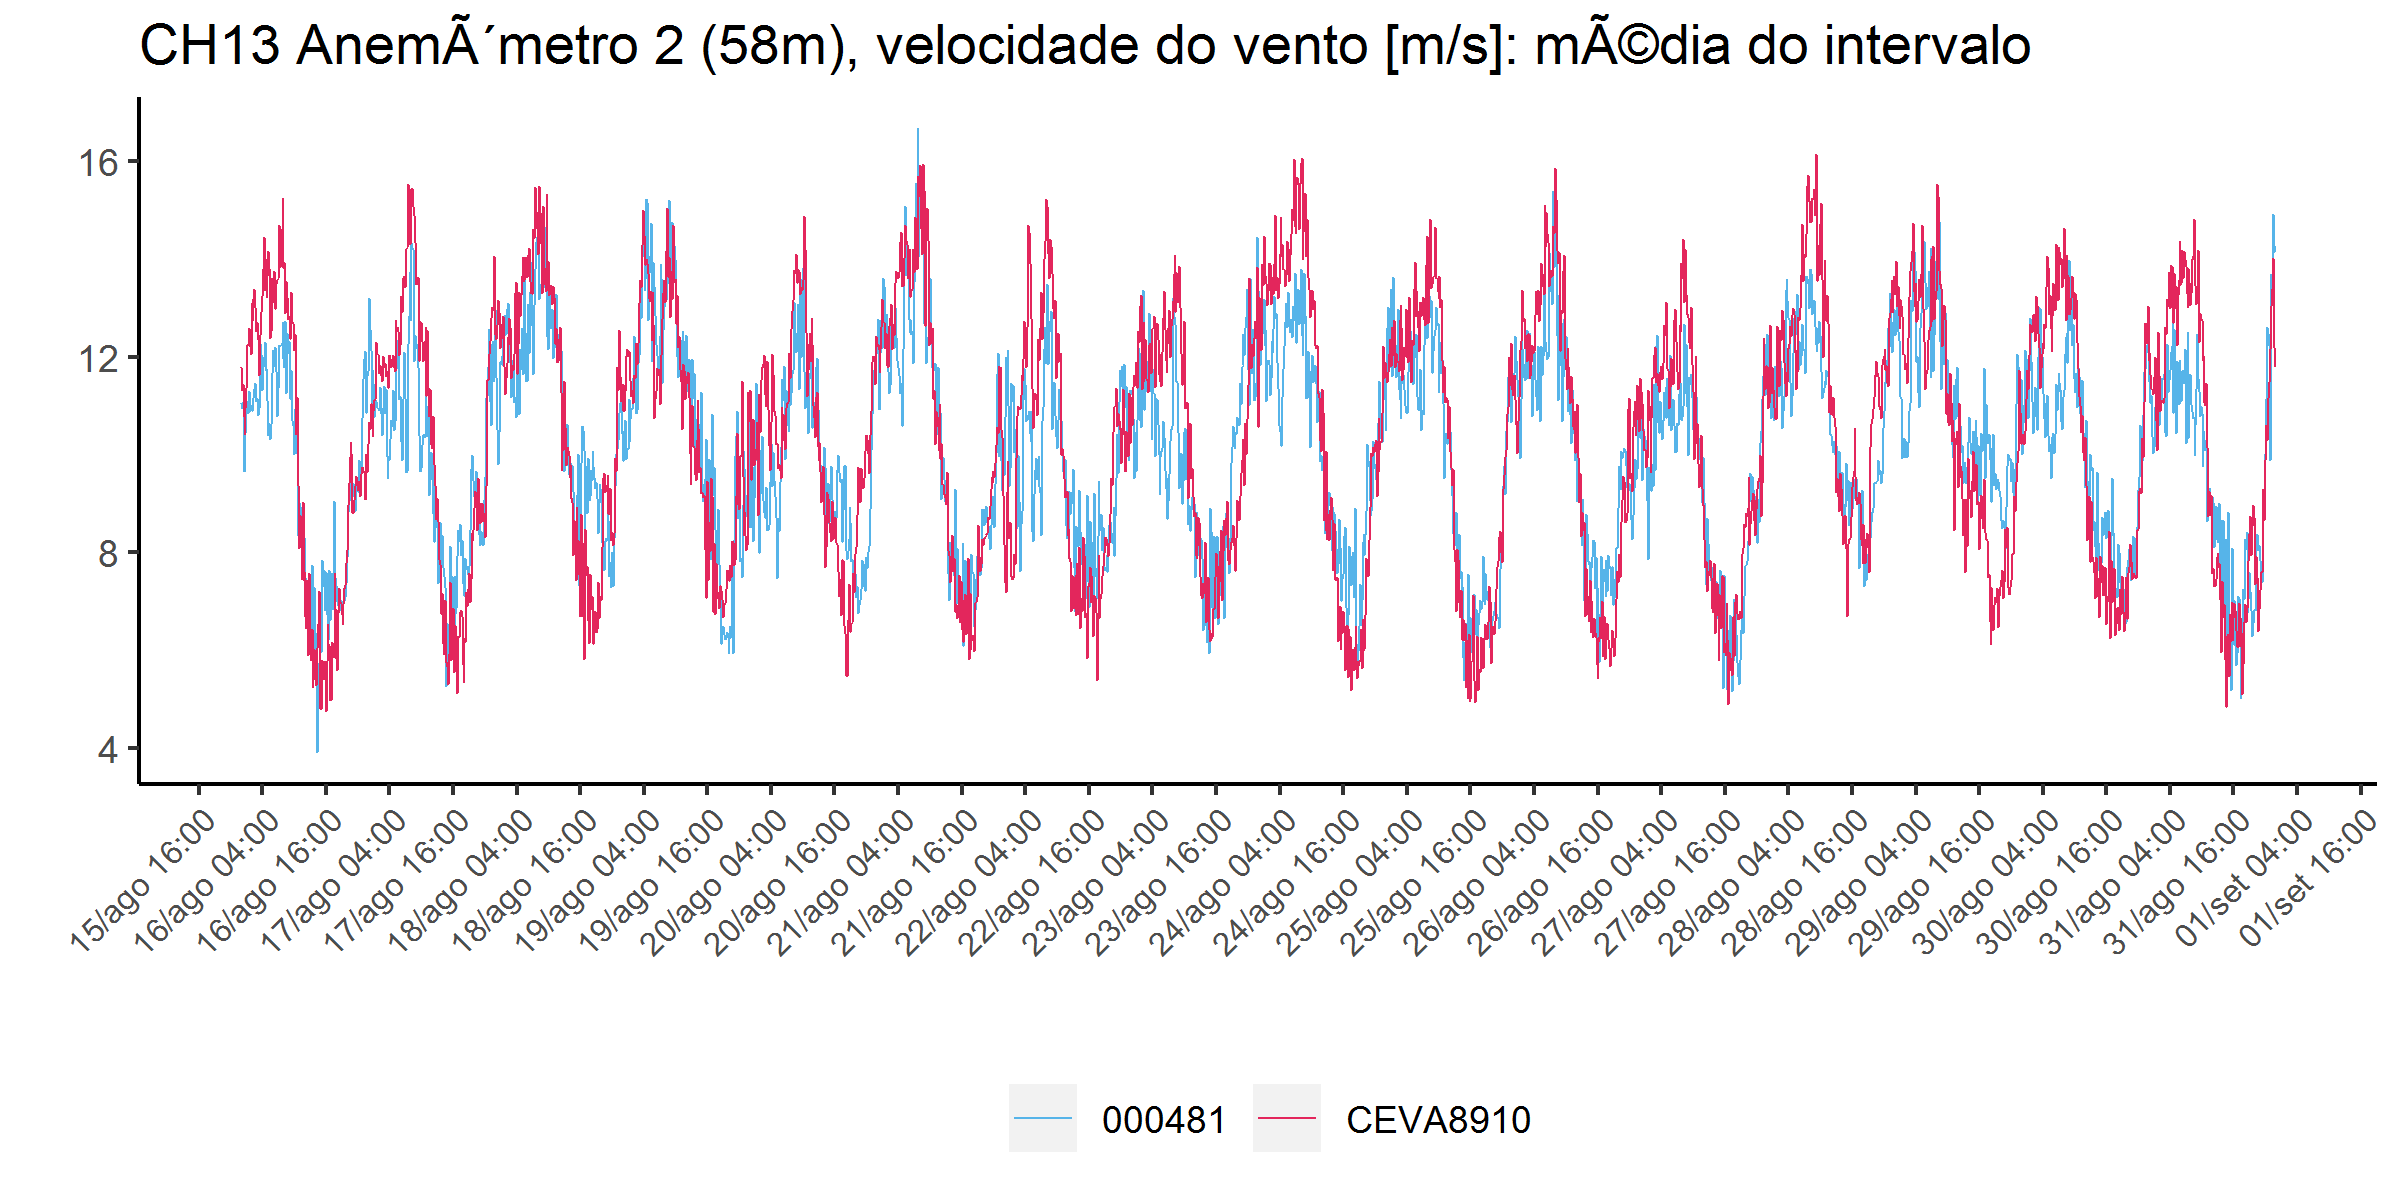 CH13 AnemÃ´metro 2 (58m), velocidade do vento [m/s]: mÃ©dia do intervalo
16
12
8
4
15/ago 16:00
16/ago 04:00
16/ago 16:00
17/ago 04:00
17/ago 16:00
18/ago 04:00
18/ago 16:00
19/ago 04:00
19/ago 16:00
20/ago 04:00
20/ago 16:00
21/ago 04:00
21/ago 16:00
22/ago 04:00
22/ago 16:00
23/ago 04:00
23/ago 16:00
24/ago 04:00
24/ago 16:00
25/ago 04:00
25/ago 16:00
26/ago 04:00
26/ago 16:00
27/ago 04:00
27/ago 16:00
28/ago 04:00
28/ago 16:00
29/ago 04:00
29/ago 16:00
30/ago 04:00
30/ago 16:00
31/ago 04:00
31/ago 16:00
01/set 04:00
01/set 16:00
000481
CEVA8910